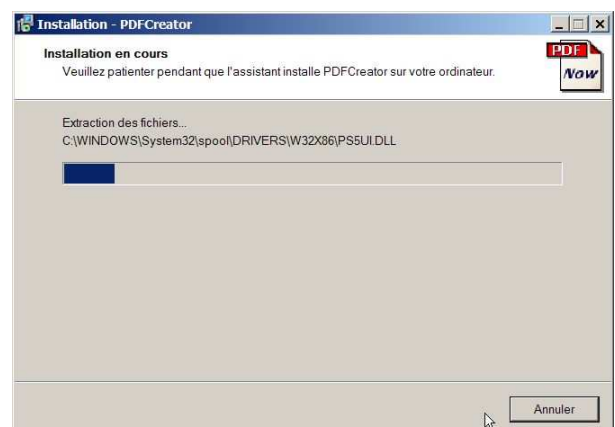 Installation - PDFCreator
Installation en cours
Veuillez patienter pendant que l'assistant installe PDFCreator sur votre ordinateur.
PDF
Now
Extraction des fichiers...
C:\WINDOWS\System32\spool\DRIVERS\W32X86\PS5UI.DLL
Annuler